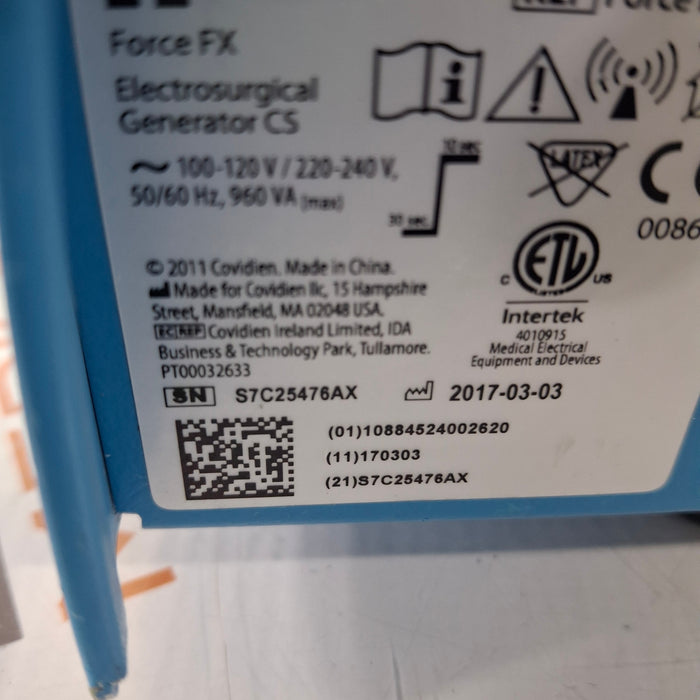 Force FX
Electrosurgical
Generator CS
100-120 V / 220-240 V,
50/60 Hz, 960 VA (max)
10 sec
30 sec
LATEX
0086
C ETL US
LISTED
Intertek
4010915
Medical Electrical
Equipment and Devices
© 2011 Covidien. Made in China.
Made for Covidien llc, 15 Hampshire
Street, Mansfield, MA 02048 USA.
EC REP Covidien Ireland Limited, IDA
Business & Technology Park, Tullamore.
PT00032633
SN S7C25476AX 2017-03-03
(01)10884524002620
(11)170303
(21)S7C25476AX